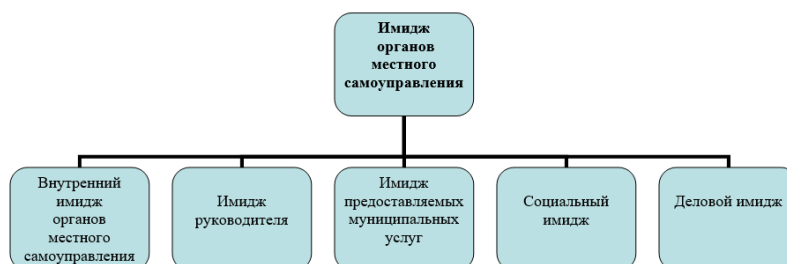 Имидж
органов
местного
самоуправления
Внутренний
имидж
органов
местного
самоуправления
Имидж
руководителя
Имидж
предоставляемых
муниципальных
услуг
Социальный
имидж
Деловой имидж